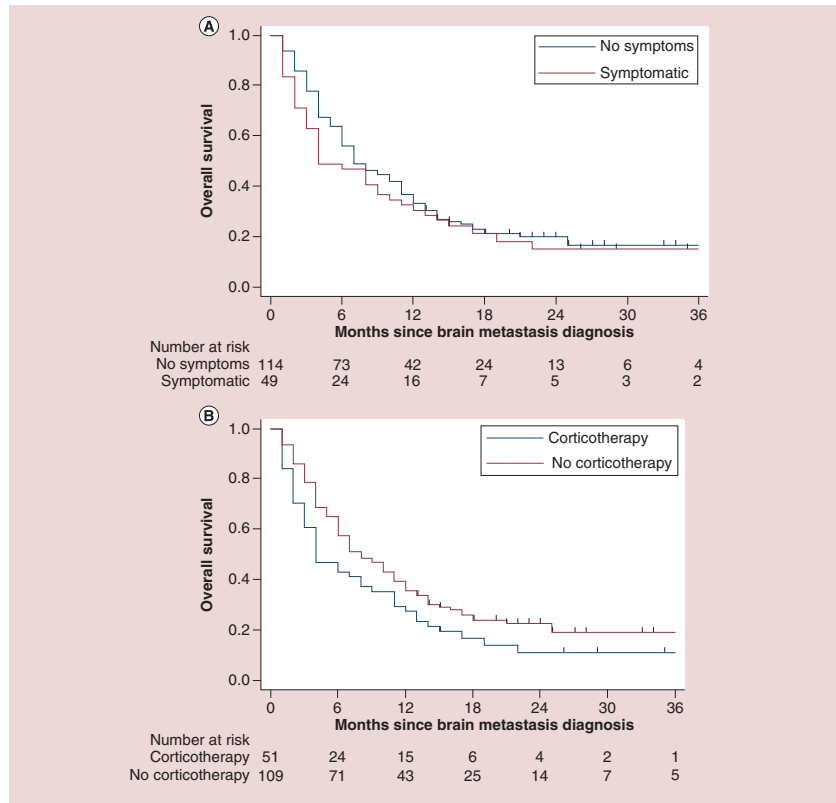 A
1.0
0.8
0.6
0.4
0.2
0.0
Overall survival
No symptoms
Symptomatic
0 6 12 18 24 30 36
Months since brain metastasis diagnosis
Number at risk
No symptoms 114 73 42 24 13 6 4
Symptomatic 49 24 16 7 5 3 2
B
1.0
0.8
0.6
0.4
0.2
0.0
Overall survival
Corticotherapy
No corticotherapy
0 6 12 18 24 30 36
Months since brain metastasis diagnosis
Number at risk
Corticotherapy 51 24 15 6 4 2 1
No corticotherapy 109 71 43 25 14 7 5